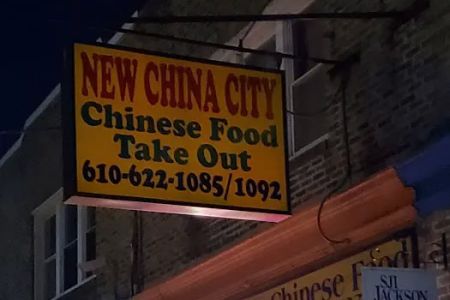 NEW CHINA CITY
Chinese Food
Take Out
610-622-1085/1092
Chinese Food
SJI
JACKSON